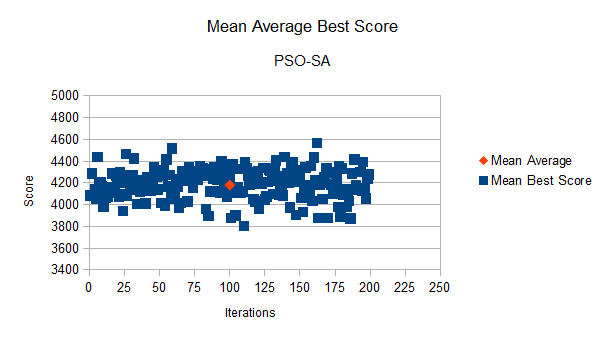 Mean Average Best Score
PSO-SA
5000
4800
4600
4400
4200
4000
3800
3600
3400
Score
0 25 50 75 100 125 150 175 200 225 250
Iterations
Mean Average
Mean Best Score